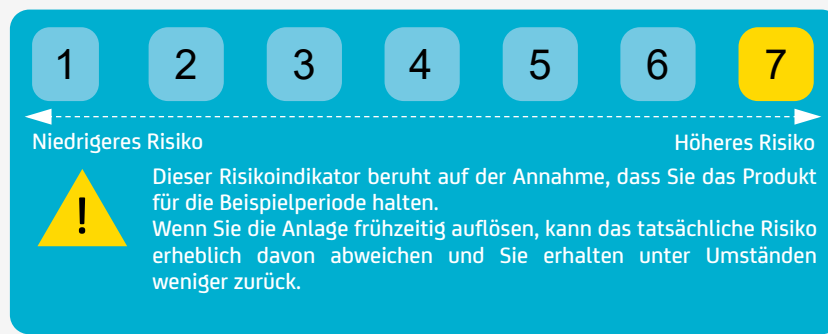 1 2 3 4 5 6 7
Niedrigeres Risiko Höheres Risiko
!
Dieser Risikoindikator beruht auf der Annahme, dass Sie das Produkt
für die Beispielperiode halten.
Wenn Sie die Anlage frühzeitig auflösen, kann das tatsächliche Risiko
erheblich davon abweichen und Sie erhalten unter Umständen
weniger zurück.